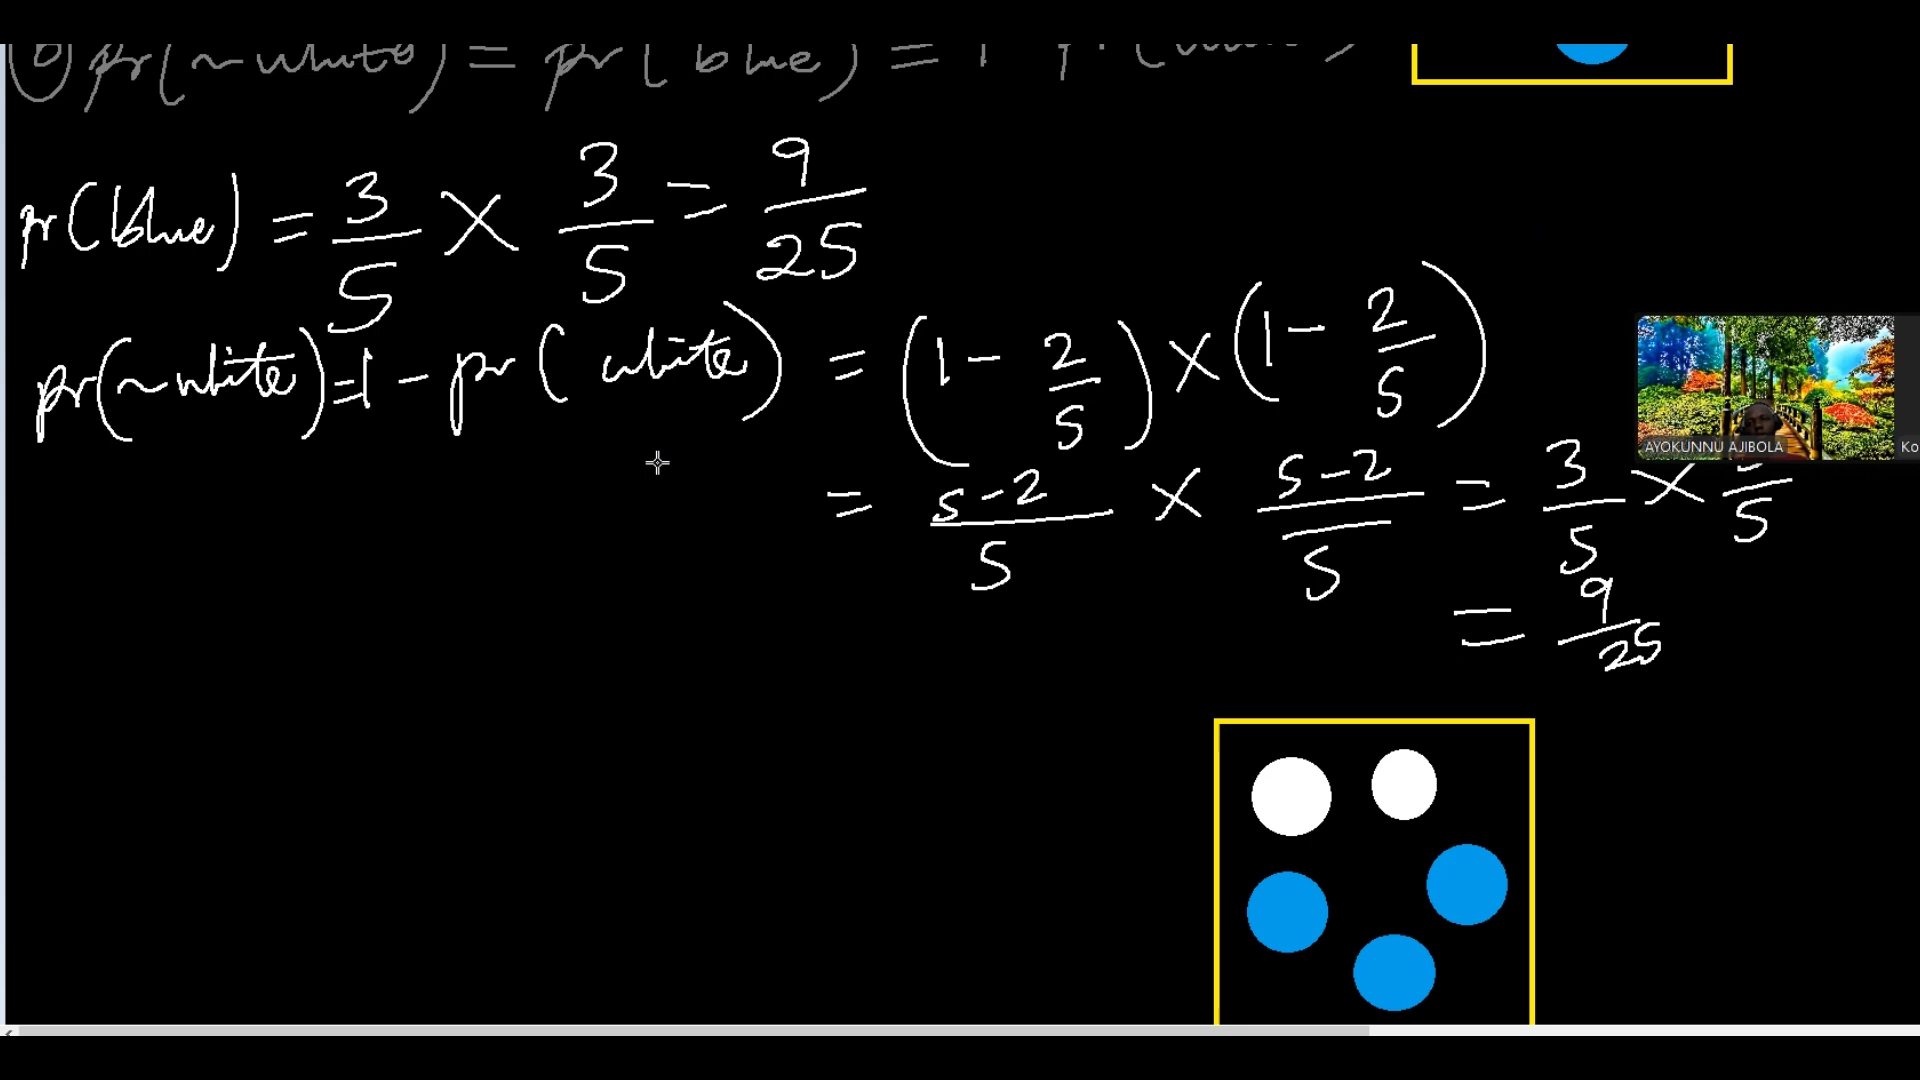 (b) pr(~white) = pr(blue) = 1
pr(blue) = 3/5 × 3/5 = 9/25
pr(~white) = 1 - pr(white) = (1 - 2/5) × (1 - 2/5)
= 5-2/5 × 5-2/5 = 3/5 × /5
= 9/25
AYOKUNNU AJIBOLA
Ko